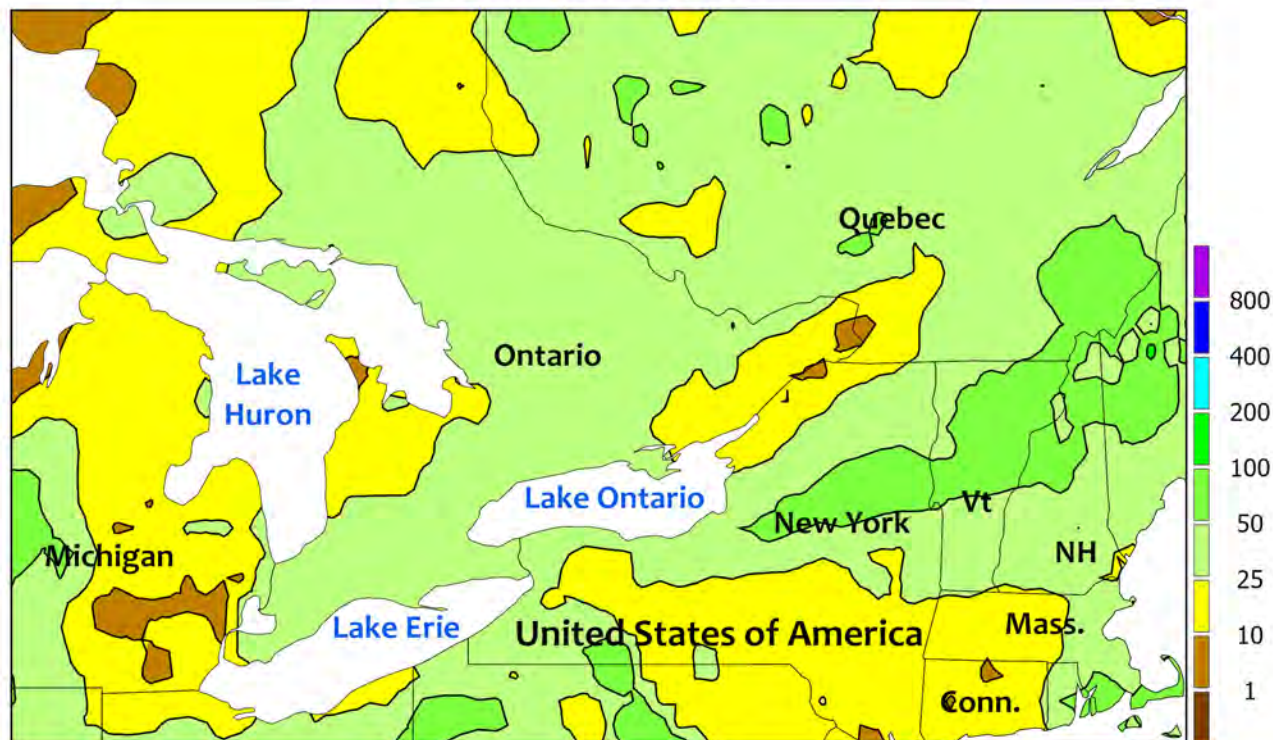 Quebec
Ontario
Lake
Huron
Lake Ontario
Vt
New York
NH
Michigan
Lake Erie
United States of America
Mass.
Conn.
800
400
200
100
50
25
10
1